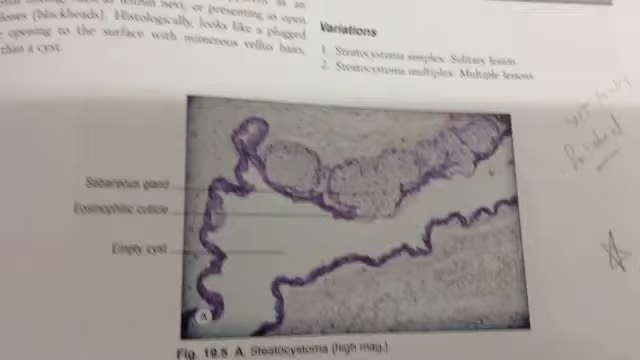 as an
(blackheads). Histologically, looks like a plugged
opening to the surface with numerous vellus hairs,
than a cyst.
Variations
1. Steatocystoma simplex: Solitary lesion.
2. Steatocystoma multiplex: Multiple lesions.
Sebaceous gland
Eosinophilic cuticle
Empty cyst
A
Fig. 19.5 A. Steatocystoma (high mag.)